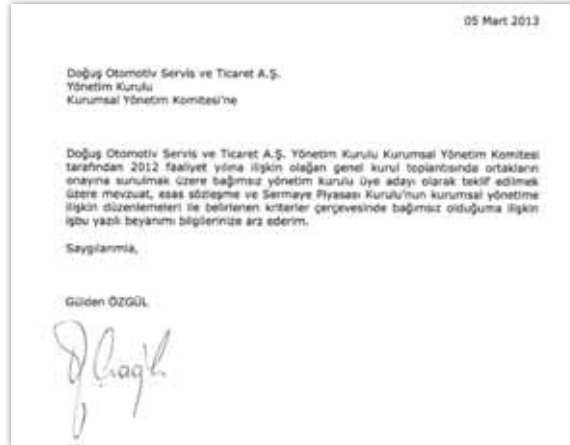 05 Mart 2013
Doğuş Otomotiv Servis ve Ticaret A.Ş.
Yönetim Kurulu
Kurumsal Yönetim Komitesi'ne
Doğuş Otomotiv Servis ve Ticaret A.Ş. Yönetim Kurulu Kurumsal Yönetim Komitesi
tarafından 2012 faaliyet yılına ilişkin olağan genel kurul toplantısında ortakların
onayına sunulmak üzere bağımsız yönetim kurulu üye adayı olarak teklif edilmek
üzere mevzuat, esas sözleşme ve Sermaye Piyasası Kurulu'nun kurumsal yönetime
ilişkin düzenlemeleri ile belirlenen kriterler çerçevesinde bağımsız olduğuma ilişkin
işbu yazılı beyanımı bilgilerinize arz ederim.
Saygılarımla,
Gülden ÖZGÜL